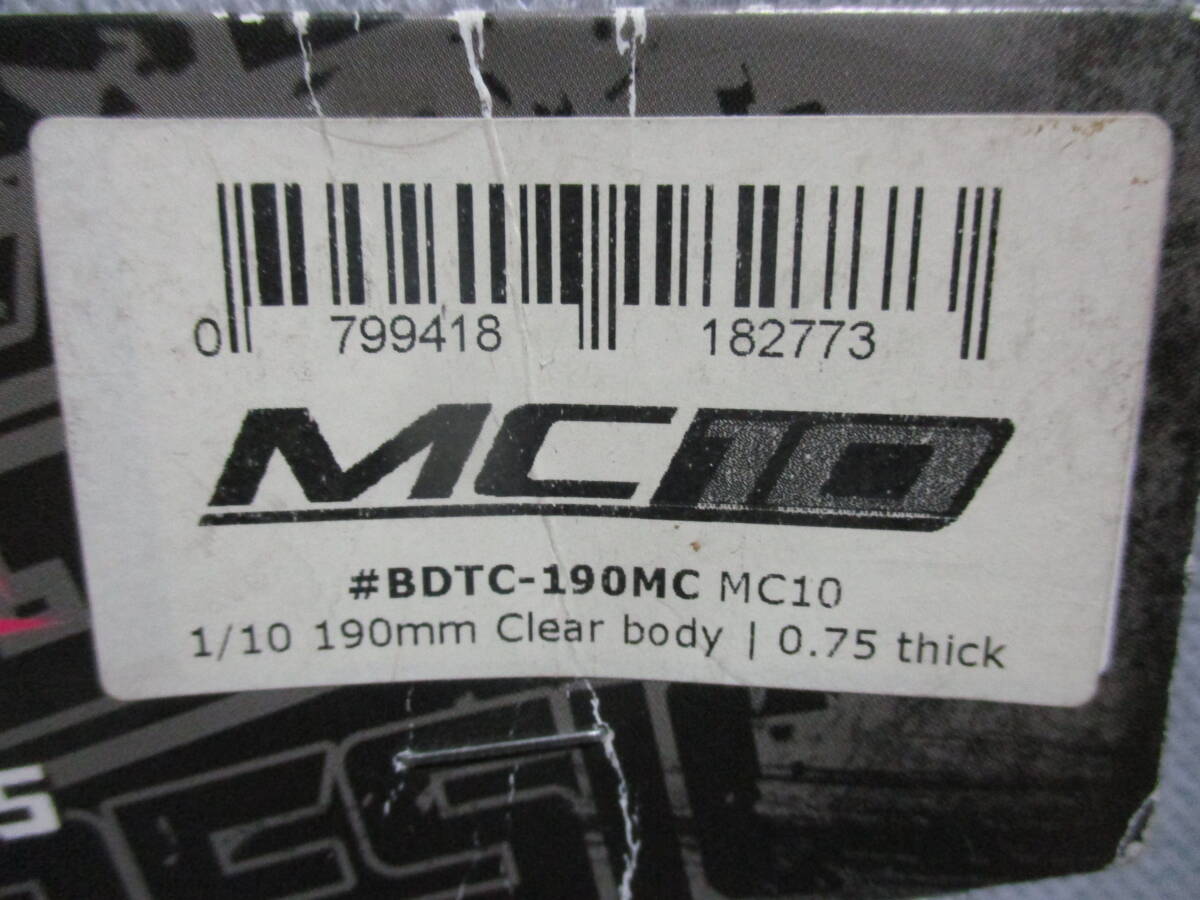 0 799418 182773
MC10
#BDTC-190MC MC10
1/10 190mm Clear body | 0.75 thick